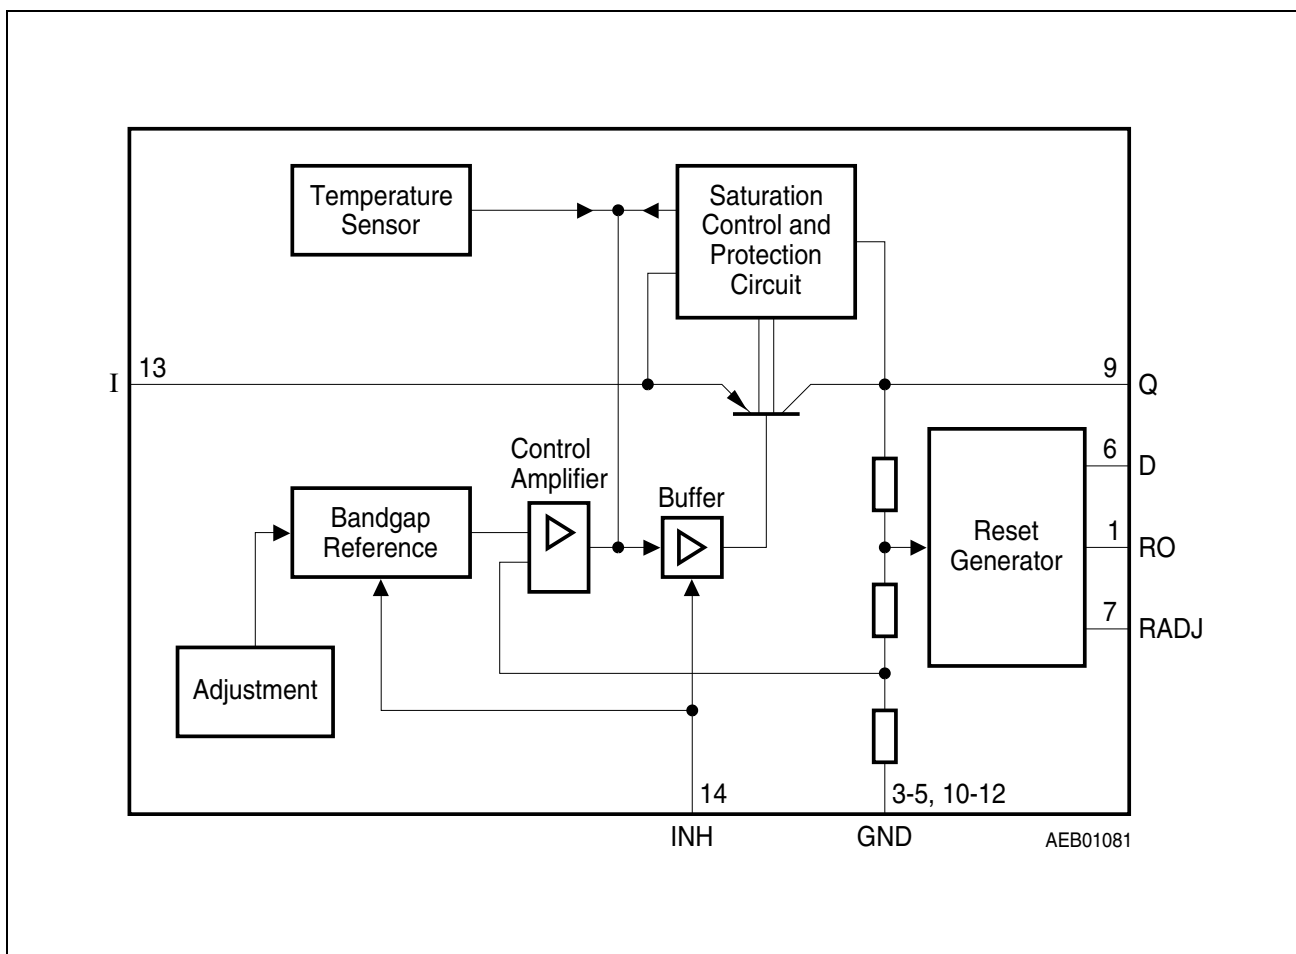 Temperature
Sensor
Saturation
Control and
Protection
Circuit
I
13
9
Q
Control
Amplifier
Buffer
Bandgap
Reference
Reset
Generator
6
D
1
RO
7
RADJ
Adjustment
14
3-5, 10-12
INH
GND
AEB01081